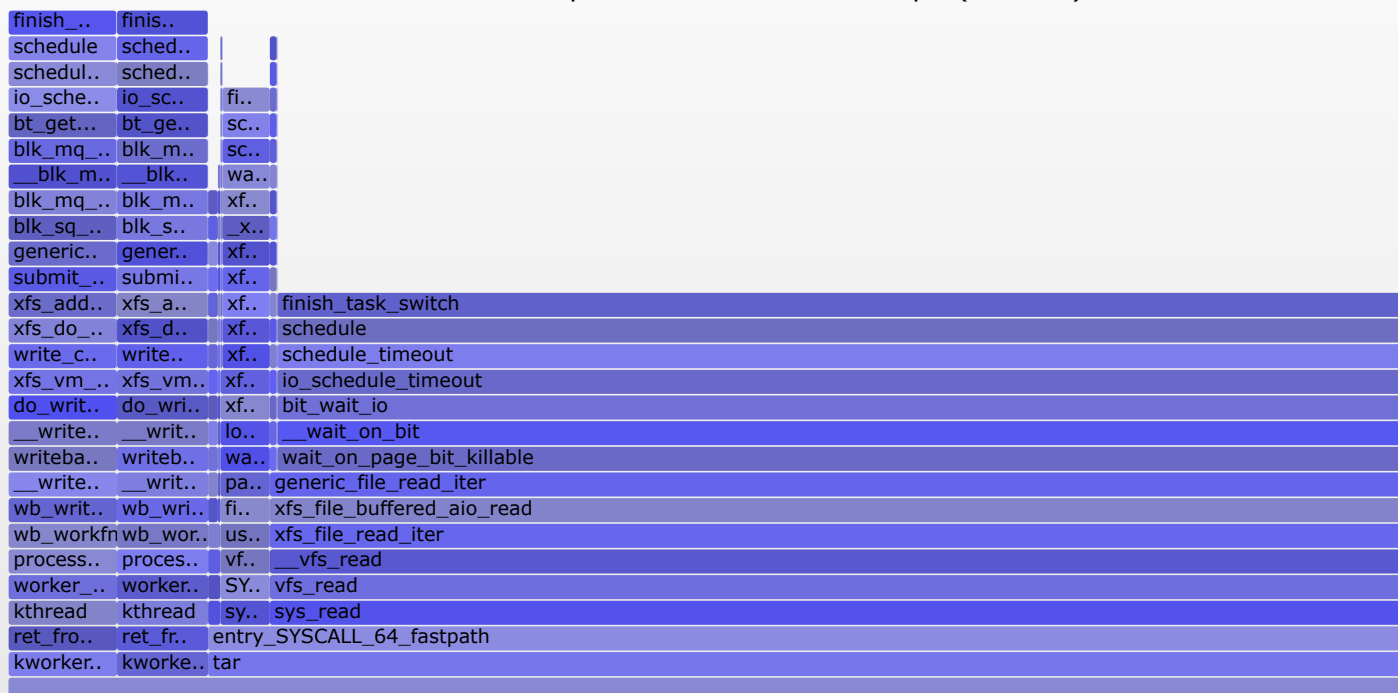 finish_.. finis..
schedule sched..
schedul.. sched..
io_sche.. io_sc.. fi..
bt_get... bt_ge.. sc..
blk_mq_.. blk_m.. sc..
__blk_m.. __blk.. wa..
blk_mq_.. blk_m.. xf..
blk_sq_.. blk_s.. _x..
generic.. gener.. xf..
submit_.. submi.. xf..
xfs_add.. xfs_a.. xf.. finish_task_switch
xfs_do_.. xfs_d.. xf.. schedule
write_c.. write.. xf.. schedule_timeout
xfs_vm_.. xfs_vm.. xf.. io_schedule_timeout
do_writ.. do_wri.. xf.. bit_wait_io
__write.. __writ.. lo.. __wait_on_bit
writeba.. writeb.. wa.. wait_on_page_bit_killable
__write.. __writ.. pa.. generic_file_read_iter
wb_writ.. wb_wri.. fi.. xfs_file_buffered_aio_read
wb_workfn wb_wor.. us.. xfs_file_read_iter
process.. proces.. vf.. __vfs_read
worker_.. worker.. SY.. vfs_read
kthread kthread sy.. sys_read
ret_fro.. ret_fr.. entry_SYSCALL_64_fastpath
kworker.. kworke.. tar